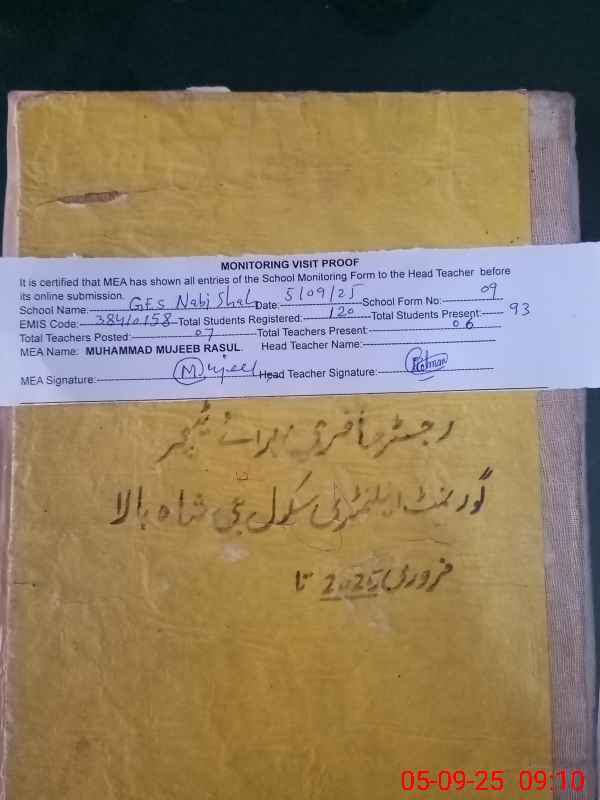 MONITORING VISIT PROOF
It is certified that MEA has shown all entries of the School Monitoring Form to the Head Teacher before
its online submission.
School Name: GES Nabi Shah Date: 5/09/25 School Form No: 09
EMIS Code: 38410158 Total Students Registered: 120 Total Students Present: 93
Total Teachers Posted: 07 Total Teachers Present: 06
MEA Name: MUHAMMAD MUJEEB RASUL. Head Teacher Name:
MEA Signature: Mujeeb Head Teacher Signature:
رجسٹر حاضری برائے ٹیچر
گورنمنٹ ایلیمنٹری سکول نبی شاہ بالا
فروری 2025 تا
05-09-25 09:10